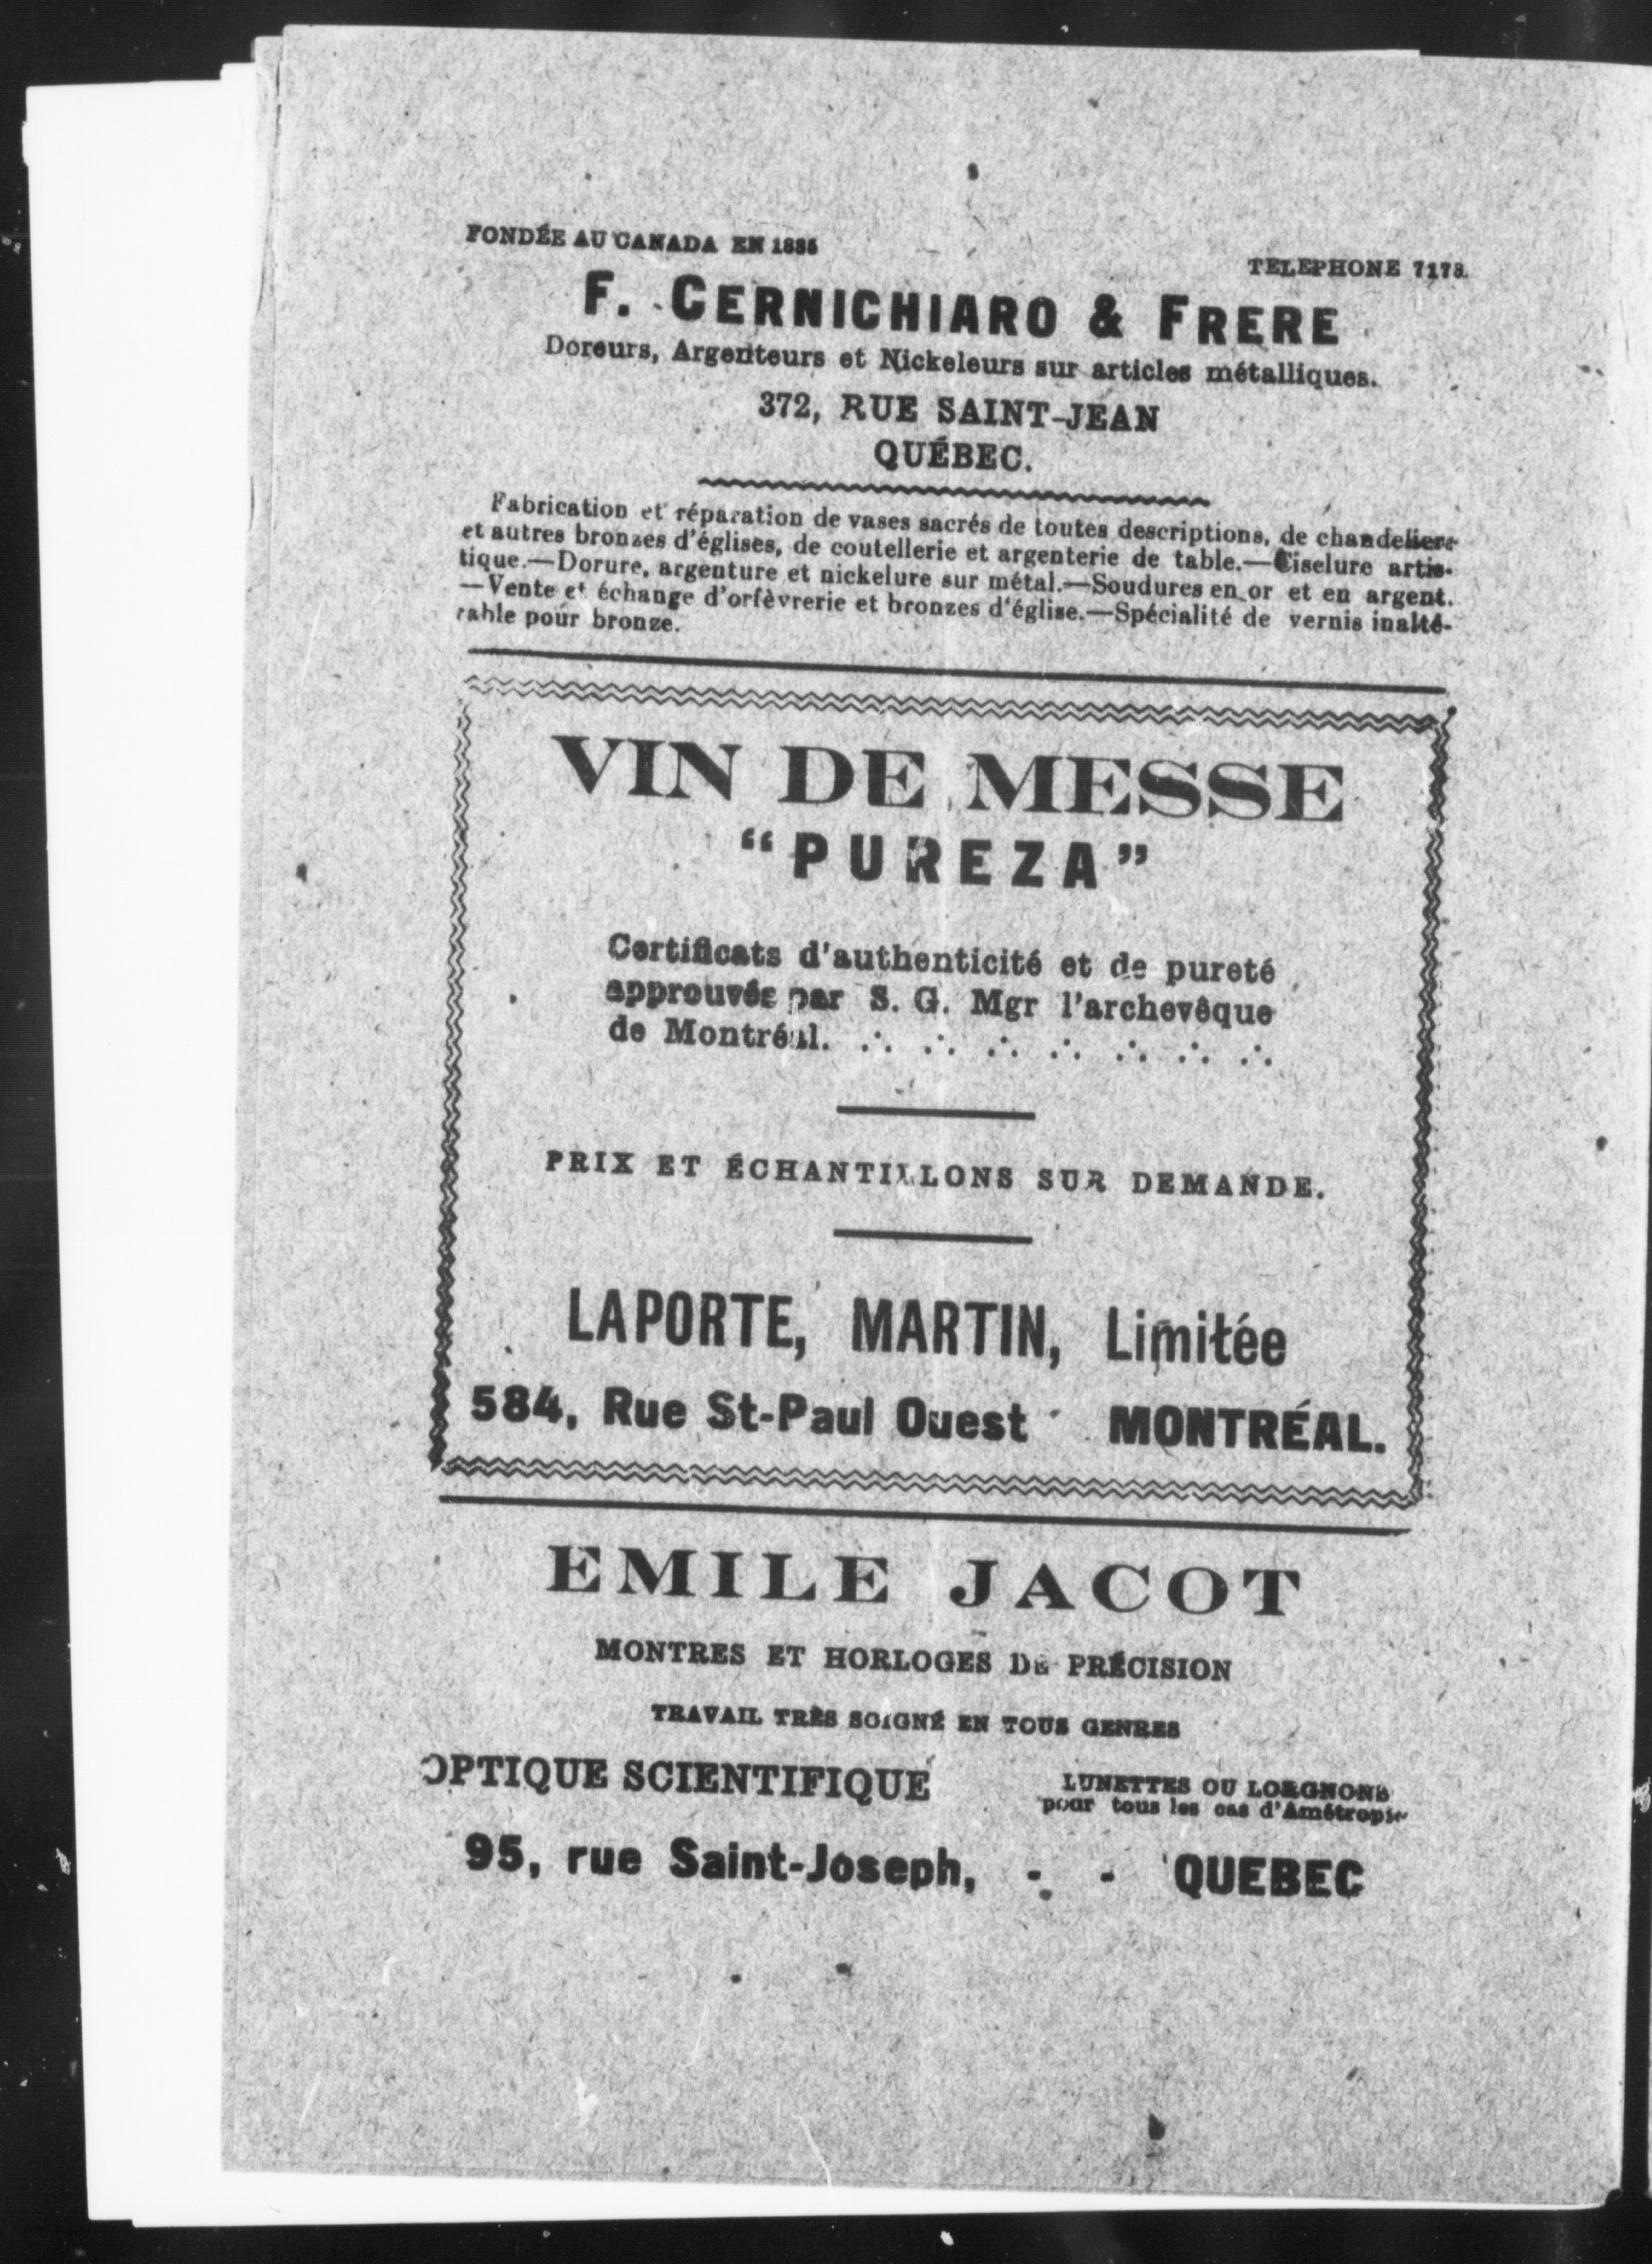 FONDÉE AU CANADA EN 1885
TELEPHONE 7178.
F. CERNICHIARO & FRERE
Doreurs, Argenteurs et Nickeleurs sur articles métalliques.
372, RUE SAINT-JEAN
QUÉBEC.
Fabrication et réparation de vases sacrés de toutes descriptions, de chandeliers
et autres bronzes d'églises, de coutellerie et argenterie de table.—Ciselure artis-
tique.—Dorure, argenture et nickelure sur métal.—Soudures en or et en argent.
—Vente et échange d'orfèvrerie et bronzes d'église.—Spécialité de vernis inalté-
rable pour bronze.
VIN DE MESSE
“PUREZA”
Certificats d'authenticité et de pureté
approuvés par S. G. Mgr l'archevêque
de Montréal. ∴ ∴ ∴ ∴ ∴ ∴ ∴
PRIX ET ÉCHANTILLONS SUR DEMANDE.
LAPORTE, MARTIN, Limitée
584, Rue St-Paul Ouest MONTRÉAL.
EMILE JACOT
MONTRES ET HORLOGES DE PRÉCISION
TRAVAIL TRÈS SOIGNÉ EN TOUS GENRES
OPTIQUE SCIENTIFIQUE
LUNETTES OU LORGNONS
pour tous les cas d'Amétropie
95, rue Saint-Joseph, - - QUEBEC